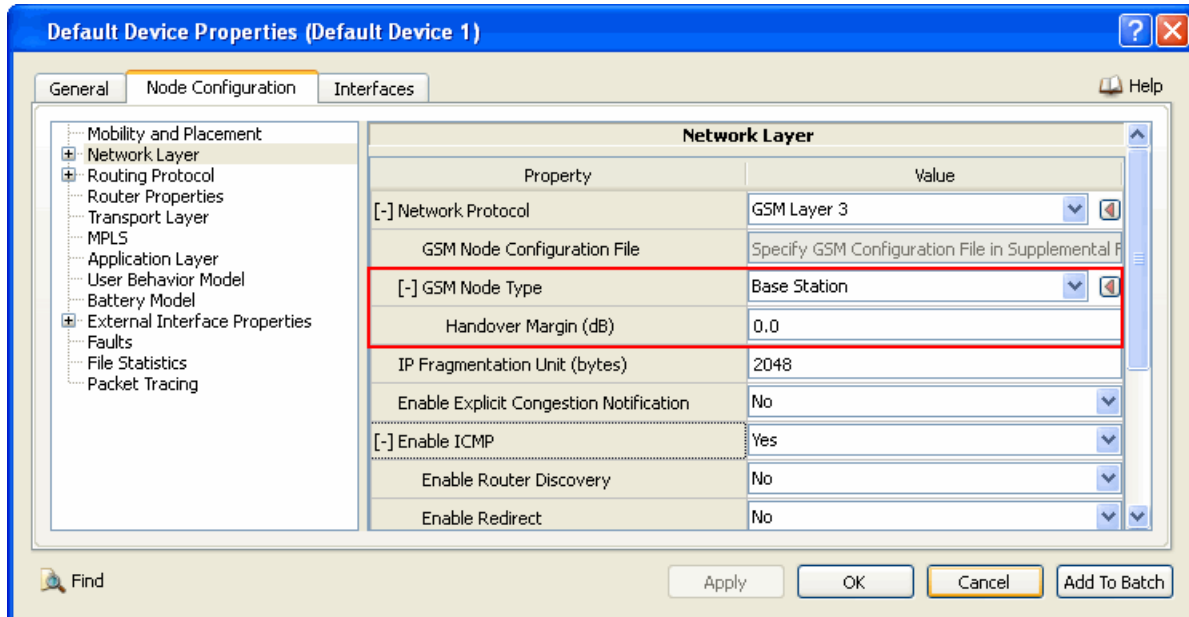 Default Device Properties (Default Device 1)
General Node Configuration Interfaces Help
Mobility and Placement
Network Layer
Routing Protocol
Router Properties
Transport Layer
MPLS
Application Layer
User Behavior Model
Battery Model
External Interface Properties
Faults
File Statistics
Packet Tracing
Network Layer
Property Value
[-] Network Protocol GSM Layer 3
GSM Node Configuration File Specify GSM Configuration File in Supplemental F
[-] GSM Node Type Base Station
Handover Margin (dB) 0.0
IP Fragmentation Unit (bytes) 2048
Enable Explicit Congestion Notification No
[-] Enable ICMP Yes
Enable Router Discovery No
Enable Redirect No
Find Apply OK Cancel Add To Batch